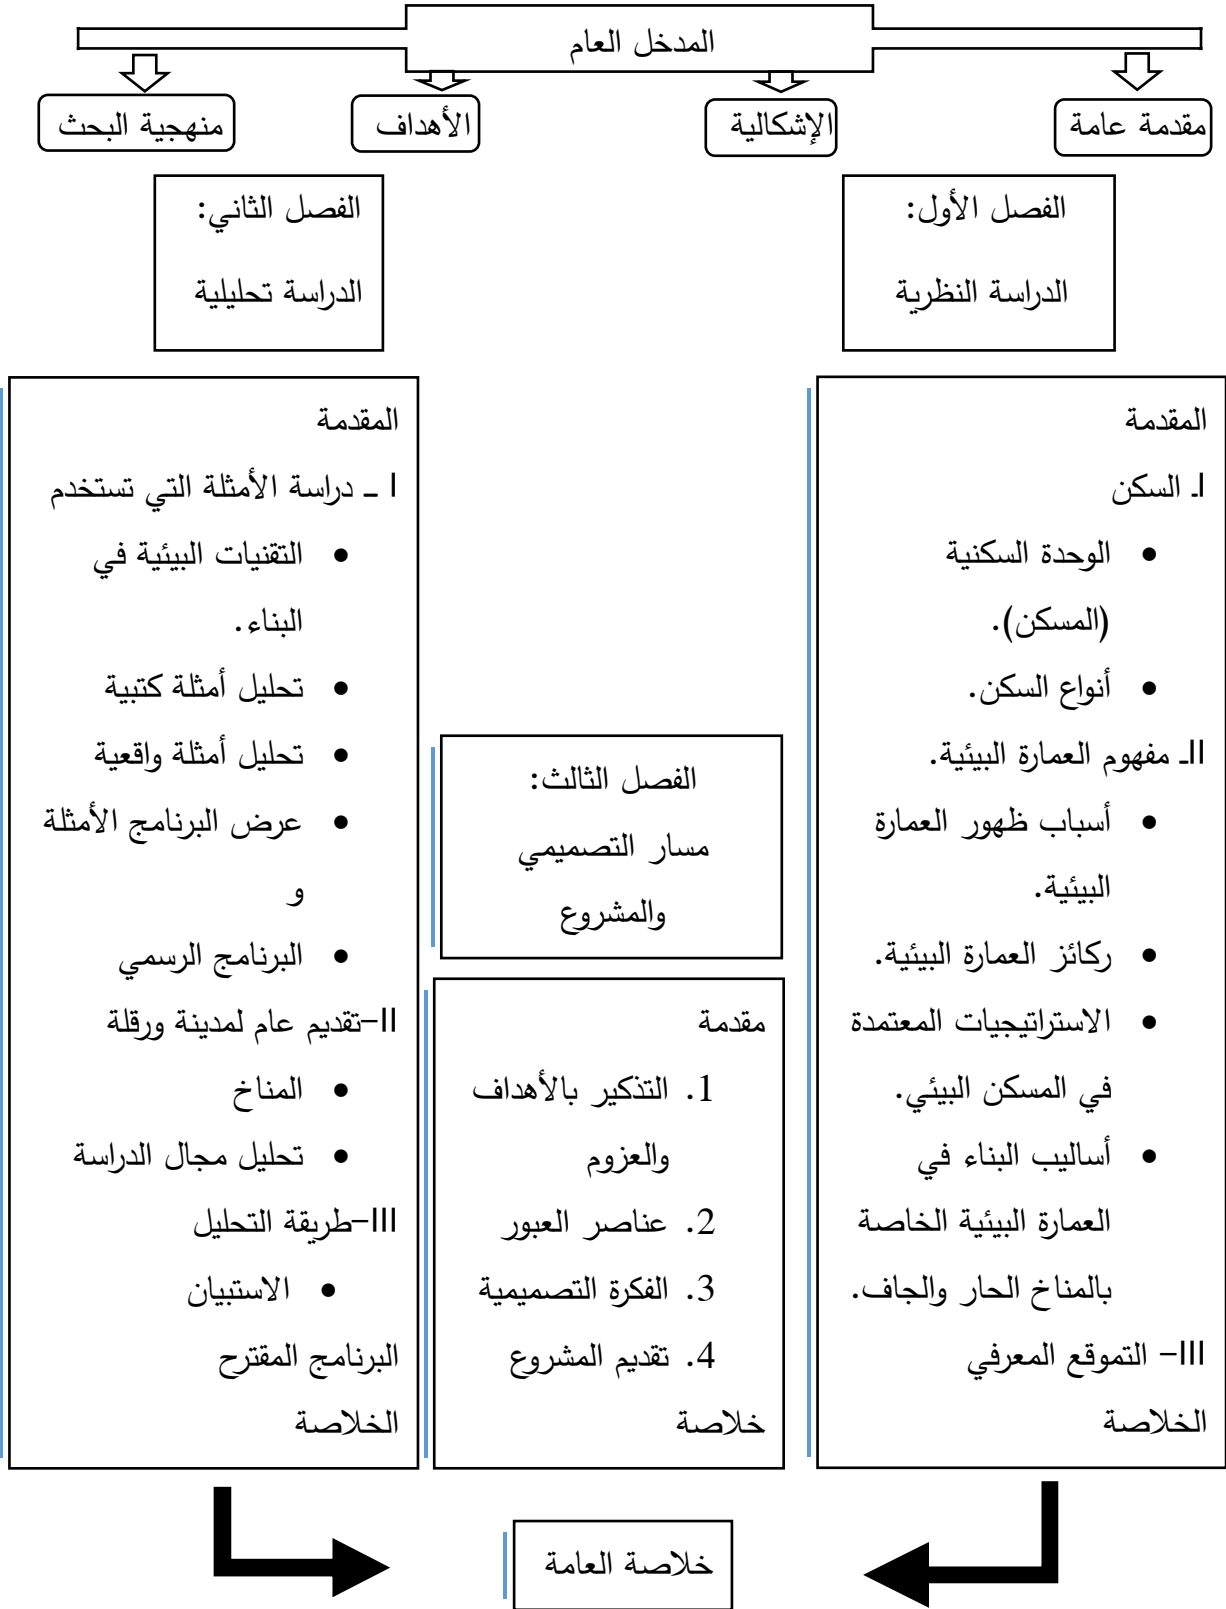 المدخل العام
مقدمة عامة
الإشكالية
الأهداف
منهجية البحث
الفصل الأول:
الدراسة النظرية
الفصل الثاني:
الدراسة تحليلية
المقدمة
Iـ السكن
• الوحدة السكنية
(المسكن).
• أنواع السكن.
IIـ مفهوم العمارة البيئية.
• أسباب ظهور العمارة
البيئية.
• ركائز العمارة البيئية.
• الاستراتيجيات المعتمدة
في المسكن البيئي.
• أساليب البناء في
العمارة البيئية الخاصة
بالمناخ الحار والجاف.
III- التموقع المعرفي
الخلاصة
المقدمة
I ـ دراسة الأمثلة التي تستخدم
• التقنيات البيئية في
البناء.
• تحليل أمثلة كتبية
• تحليل أمثلة واقعية
• عرض البرنامج الأمثلة
و
• البرنامج الرسمي
II-تقديم عام لمدينة ورقلة
• المناخ
• تحليل مجال الدراسة
III-طريقة التحليل
• الاستبيان
البرنامج المقترح
الخلاصة
الفصل الثالث:
مسار التصميمي
والمشروع
مقدمة
1. التذكير بالأهداف
والعزوم
2. عناصر العبور
3. الفكرة التصميمية
4. تقديم المشروع
خلاصة
خلاصة العامة